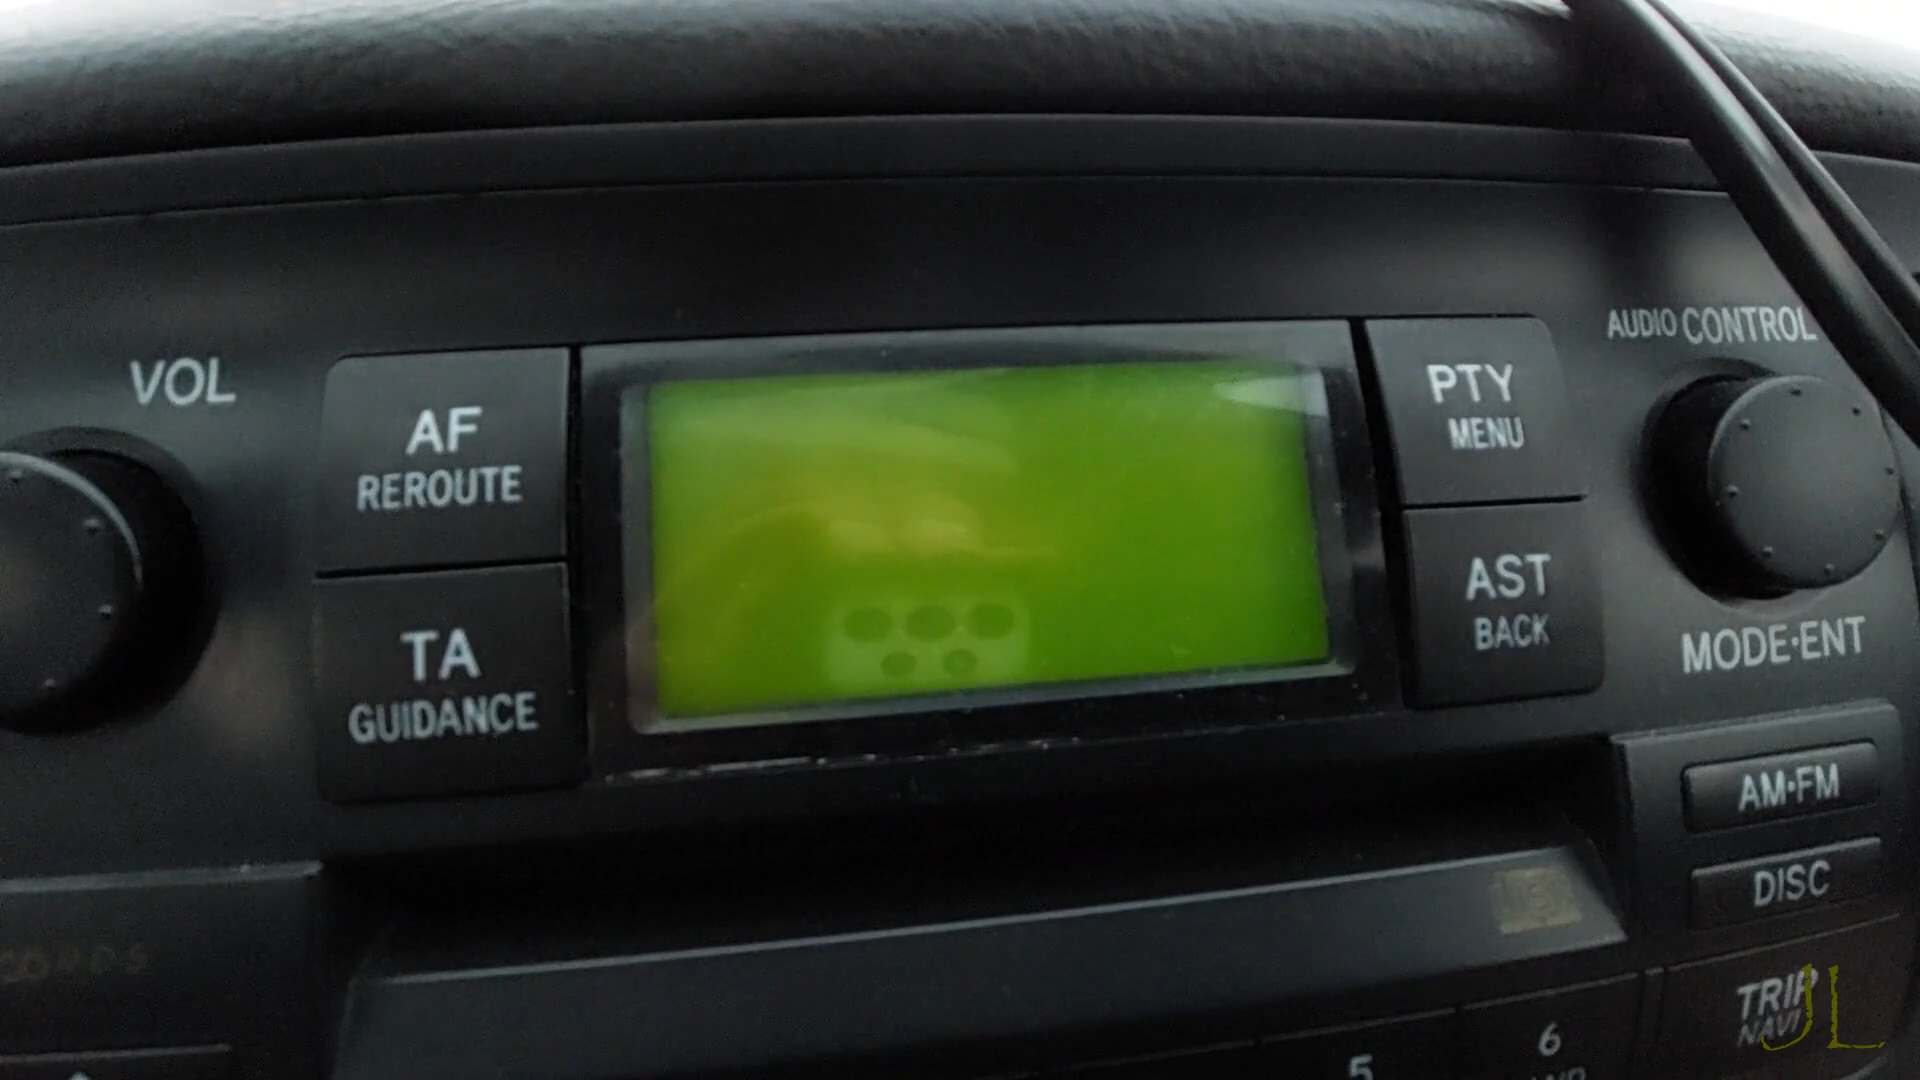 VOL
AF
REROUTE
TA
GUIDANCE
PTY
MENU
AST
BACK
AUDIO CONTROL
MODE·ENT
AM·FM
DISC
TRIP
NAVI
JL
5
6